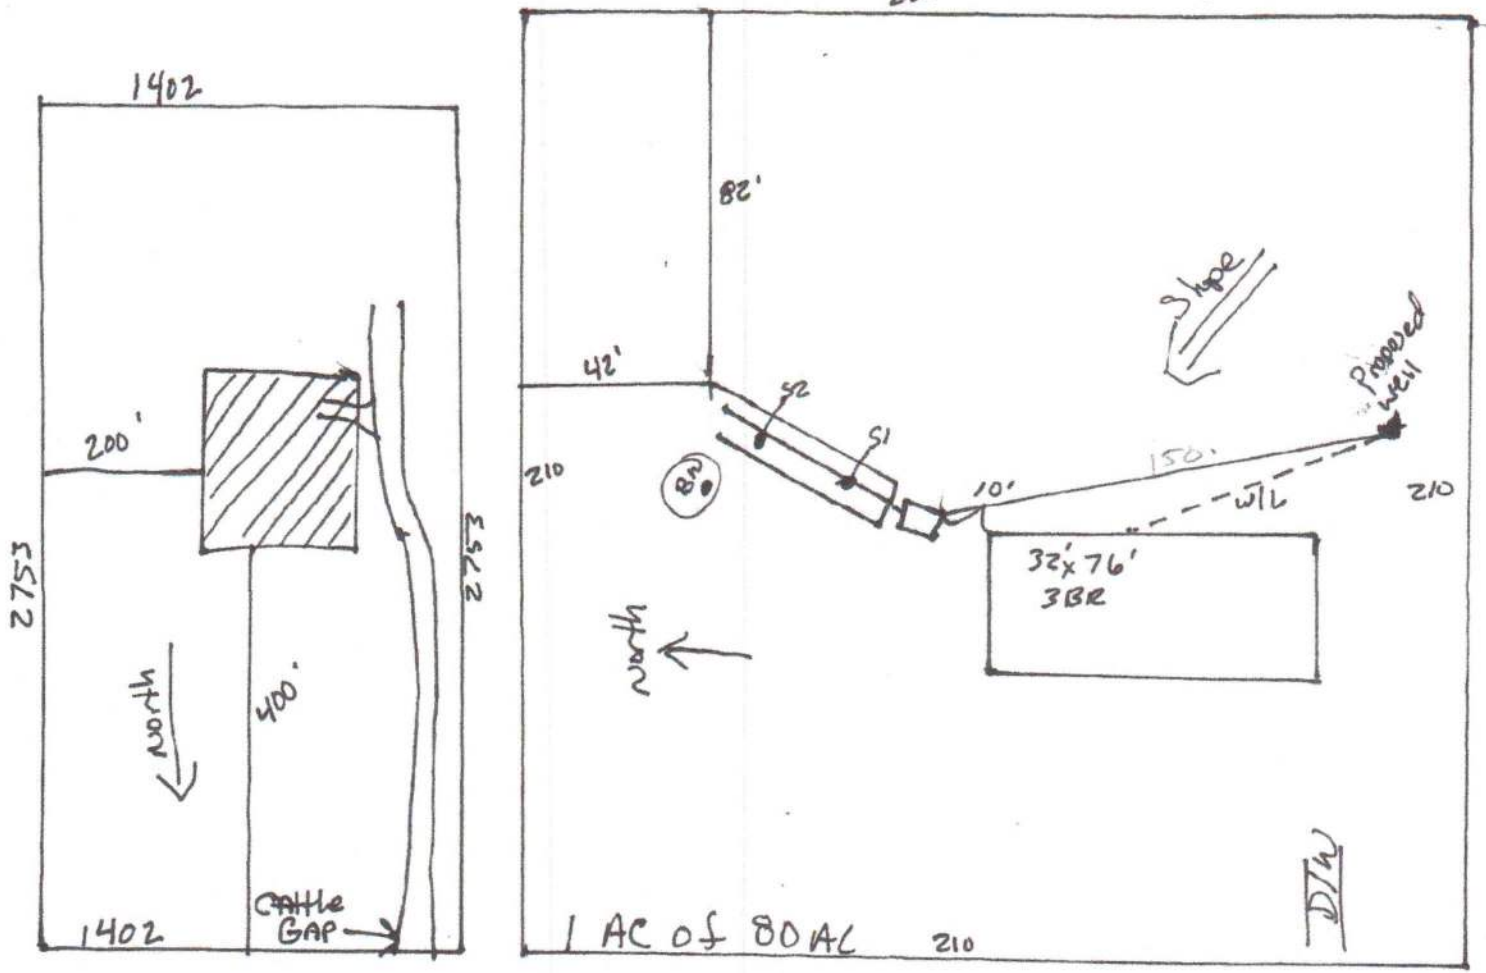 1402
200'
2753
2753
North
400'
1402
CAttle
GAP
82'
42'
S2
S1
210
BM
Slope
Proposed
well
150'
10'
W/L
210
32'x 76'
3BR
North
D/W
1 AC of 80 AC
210